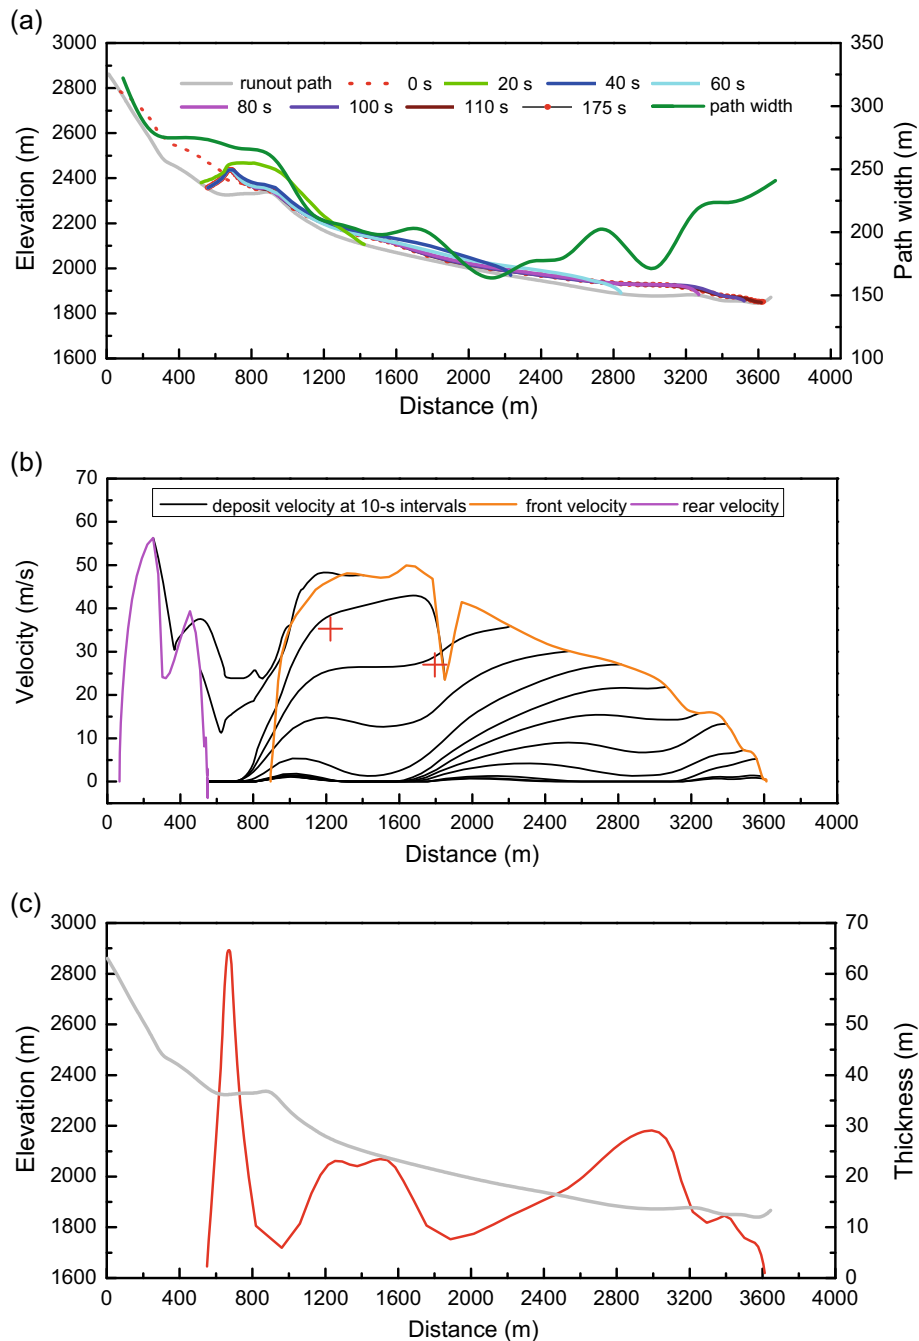 (a)
3000
2800
2600
2400
2200
2000
1800
1600
Elevation (m)
350
300
250
200
150
100
Path width (m)
runout path 0 s 20 s 40 s 60 s
80 s 100 s 110 s 175 s path width
0 400 800 1200 1600 2000 2400 2800 3200 3600 4000
Distance (m)
(b)
70
60
50
40
30
20
10
0
Velocity (m/s)
deposit velocity at 10-s intervals front velocity rear velocity
0 400 800 1200 1600 2000 2400 2800 3200 3600 4000
Distance (m)
(c)
3000
2800
2600
2400
2200
2000
1800
1600
Elevation (m)
70
60
50
40
30
20
10
0
Thickness (m)
0 400 800 1200 1600 2000 2400 2800 3200 3600 4000
Distance (m)